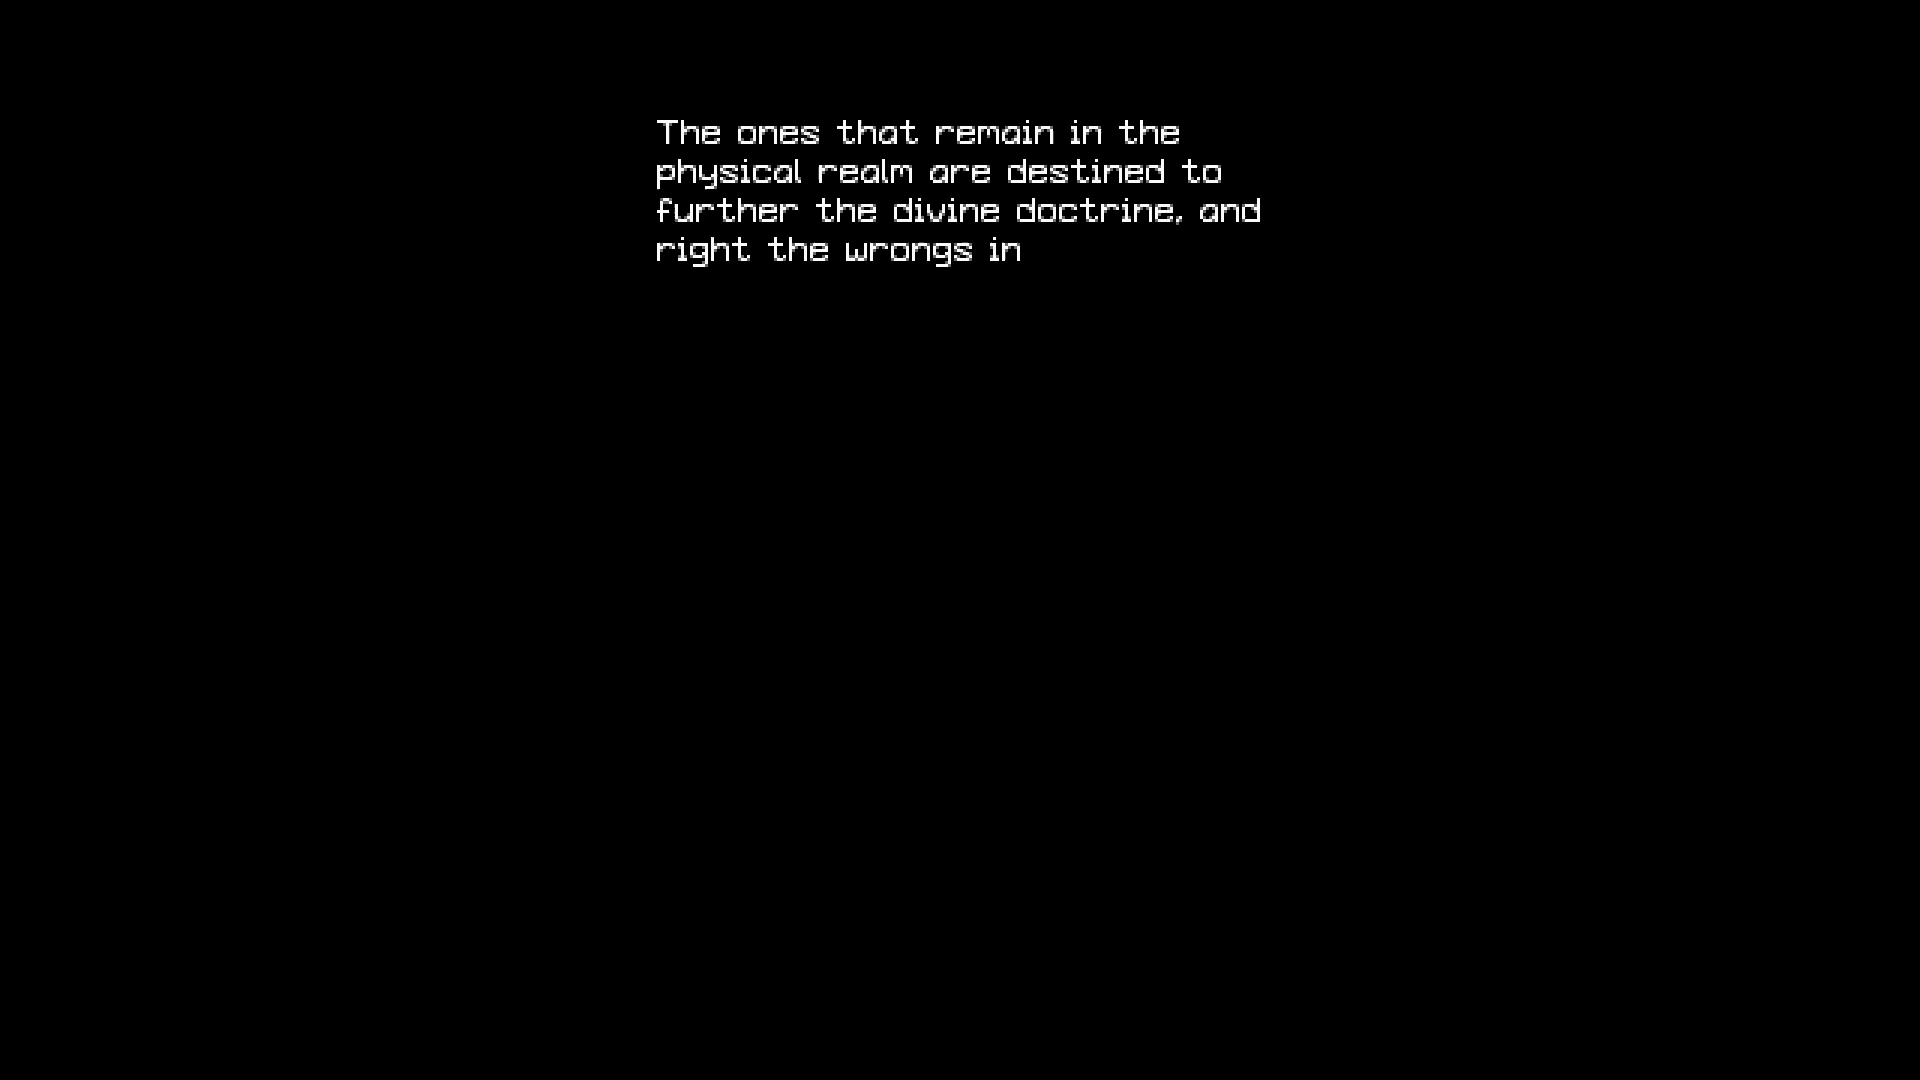 The ones that remain in the
physical realm are destined to
further the divine doctrine, and
right the wrongs in